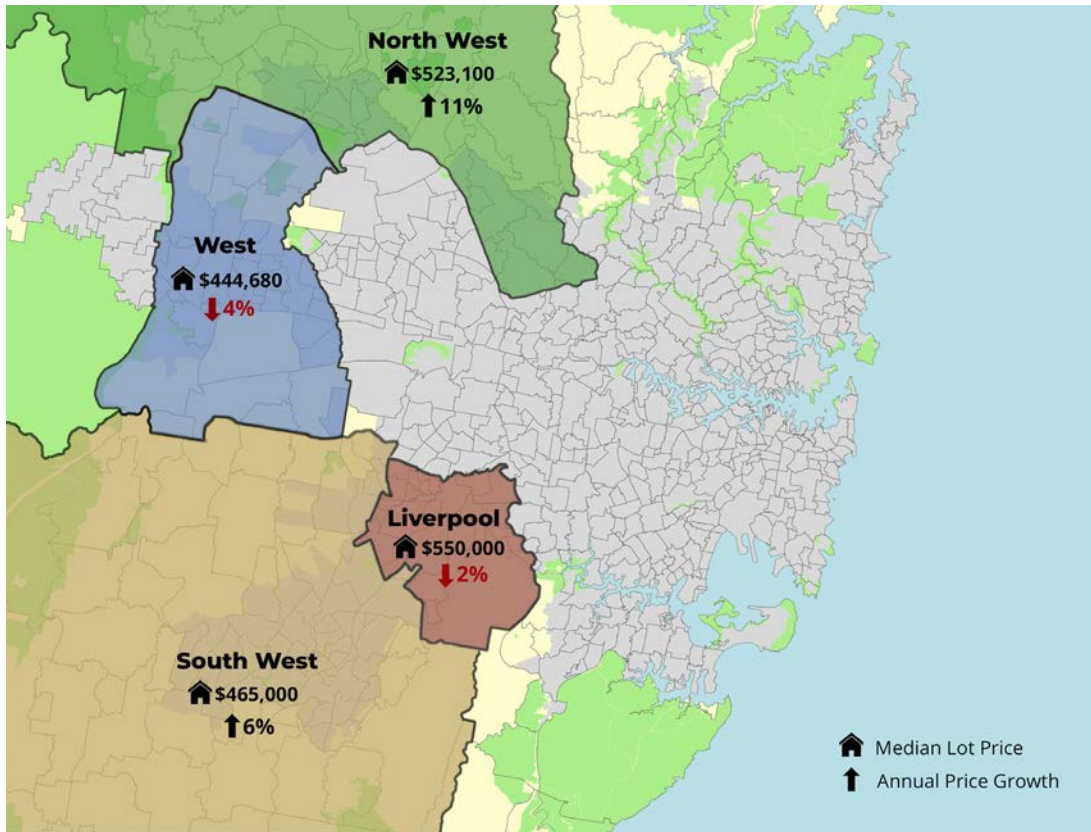 North West
$523,100
11%
West
$444,680
4%
Liverpool
$550,000
2%
South West
$465,000
6%
Median Lot Price
Annual Price Growth